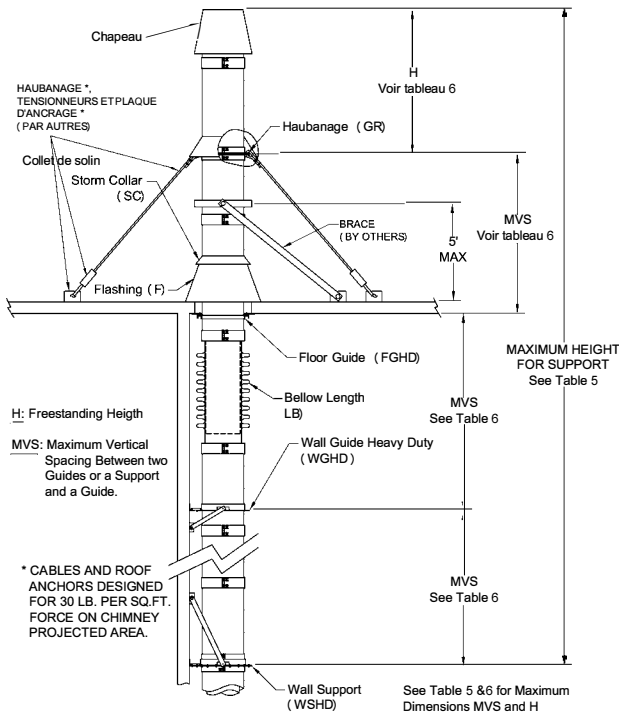 Chapeau
H
Voir tableau 6
HAUBANAGE *,
TENSIONNEURS ET PLAQUE
D'ANCRAGE *
( PAR AUTRES)
Haubanage ( GR)
Collet de solin
Storm Collar
( SC)
BRACE
( BY OTHERS)
5'
MAX
MVS
Voir tableau 6
Flashing ( F)
Floor Guide ( FGHD)
MAXIMUM HEIGHT
FOR SUPPORT
See Table 5
Bellow Length
LB)
MVS
See Table 6
H: Freestanding Heigth
MVS: Maximum Vertical
Spacing Between two
Guides or a Support
and a Guide.
Wall Guide Heavy Duty
( WGHD )
* CABLES AND ROOF
ANCHORS DESIGNED
FOR 30 LB. PER SQ.FT.
FORCE ON CHIMNEY
PROJECTED AREA.
MVS
See Table 6
Wall Support
( WSHD)
See Table 5 &6 for Maximum
Dimensions MVS and H